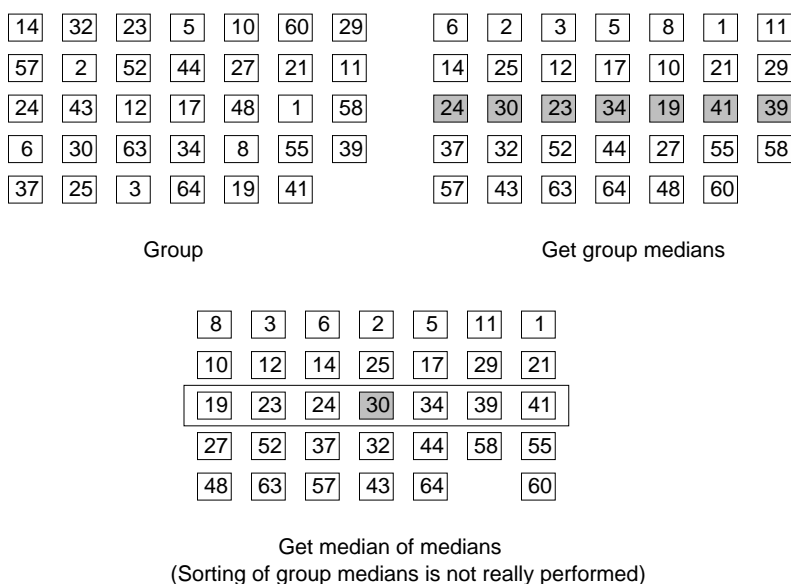 14 32 23 5 10 60 29
57 2 52 44 27 21 11
24 43 12 17 48 1 58
6 30 63 34 8 55 39
37 25 3 64 19 41
Group
6 2 3 5 8 1 11
14 25 12 17 10 21 29
24 30 23 34 19 41 39
37 32 52 44 27 55 58
57 43 63 64 48 60
Get group medians
8 3 6 2 5 11 1
10 12 14 25 17 29 21
19 23 24 30 34 39 41
27 52 37 32 44 58 55
48 63 57 43 64 60
Get median of medians
(Sorting of group medians is not really performed)